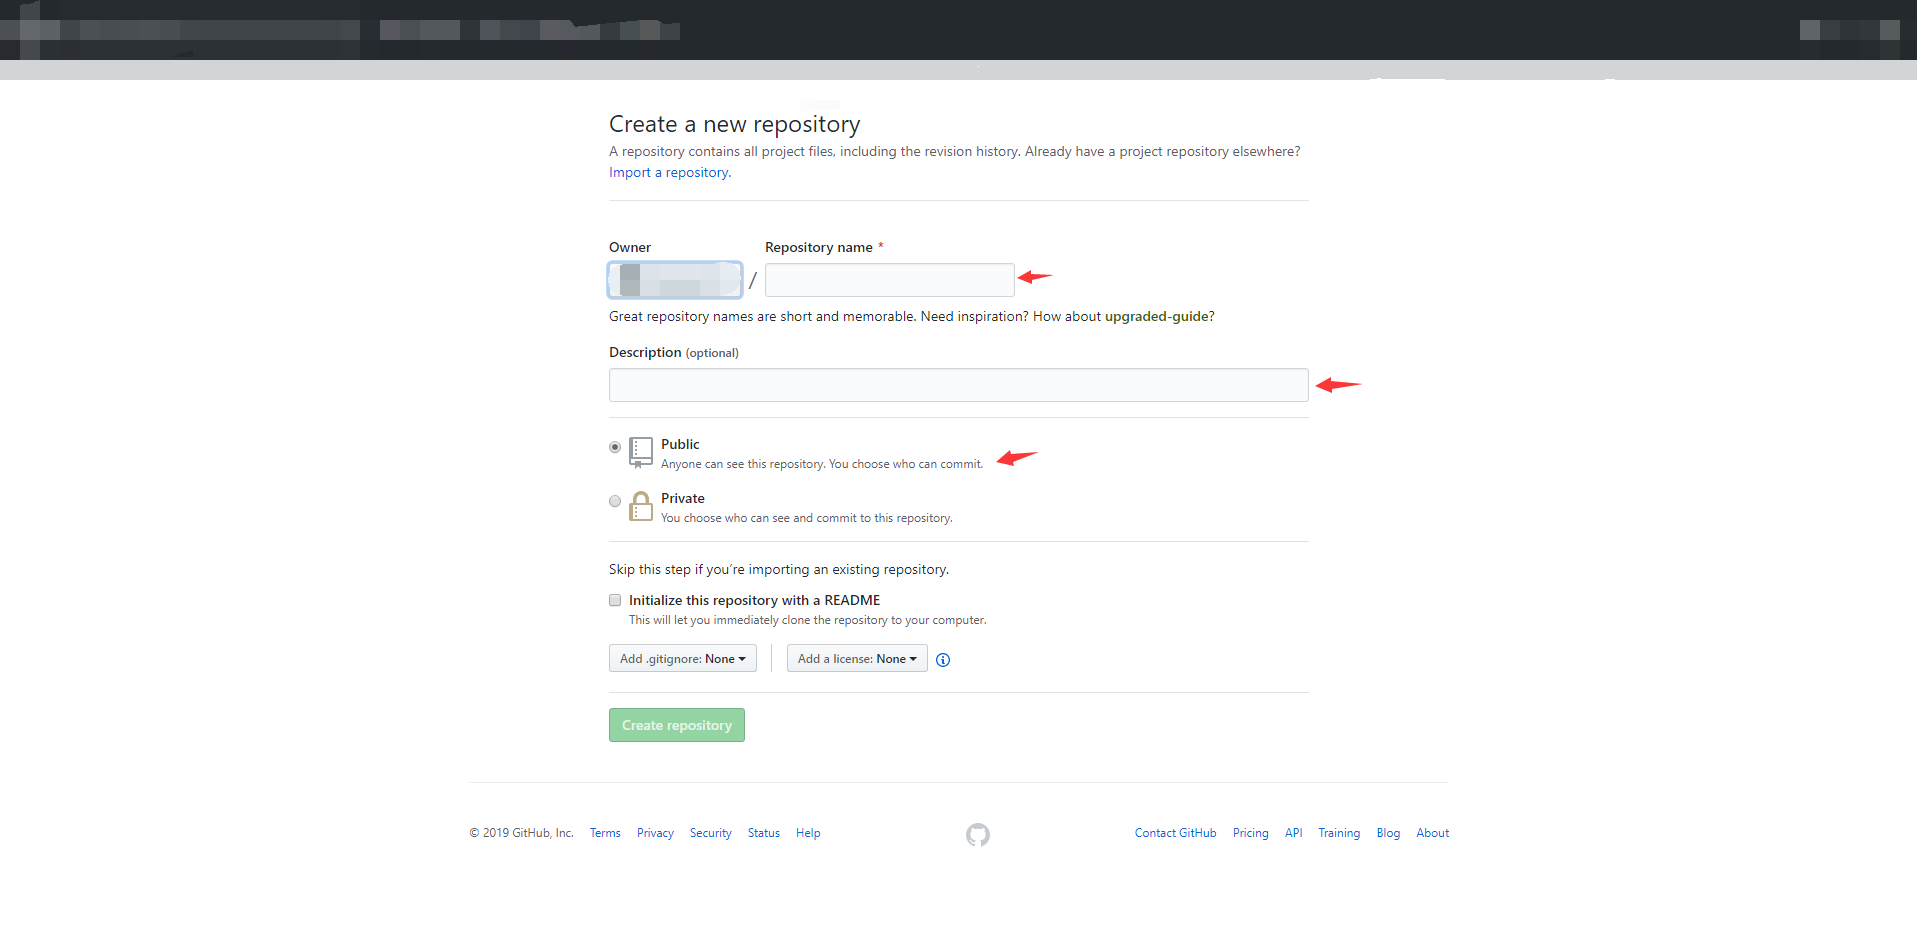 Create a new repository
A repository contains all project files, including the revision history. Already have a project repository elsewhere?
Import a repository.
Owner
Repository name *
/
Great repository names are short and memorable. Need inspiration? How about upgraded-guide?
Description (optional)
Public
Anyone can see this repository. You choose who can commit.
Private
You choose who can see and commit to this repository.
Skip this step if you’re importing an existing repository.
Initialize this repository with a README
This will let you immediately clone the repository to your computer.
Add .gitignore: None
Add a license: None
Create repository
© 2019 GitHub, Inc. Terms Privacy Security Status Help
Contact GitHub Pricing API Training Blog About